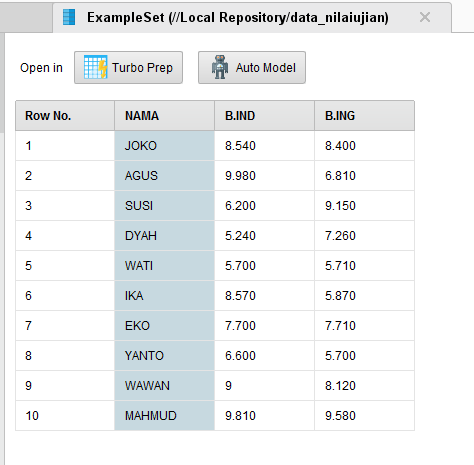 ExampleSet (//Local Repository/data_nilaiujian)
Open in Turbo Prep Auto Model
Row No. NAMA B.IND B.ING
1 JOKO 8.540 8.400
2 AGUS 9.980 6.810
3 SUSI 6.200 9.150
4 DYAH 5.240 7.260
5 WATI 5.700 5.710
6 IKA 8.570 5.870
7 EKO 7.700 7.710
8 YANTO 6.600 5.700
9 WAWAN 9 8.120
10 MAHMUD 9.810 9.580